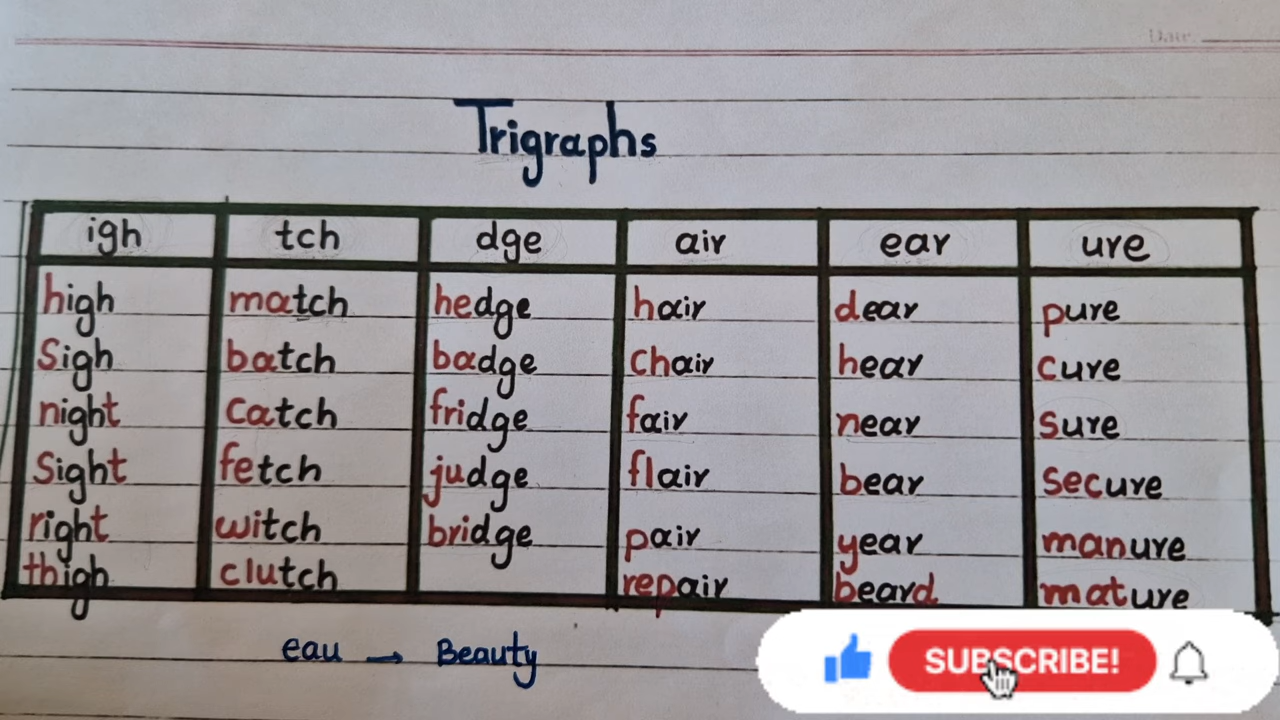 Date.
Trigraphs
igh tch dge air ear ure
high match hedge hair dear pure
Sigh batch badge chair hear cure
night catch fridge fair near sure
Sight fetch judge flair bear secure
right witch bridge pair year manure
thigh clutch repair beard mature
eau → Beauty
SUBSCRIBE!